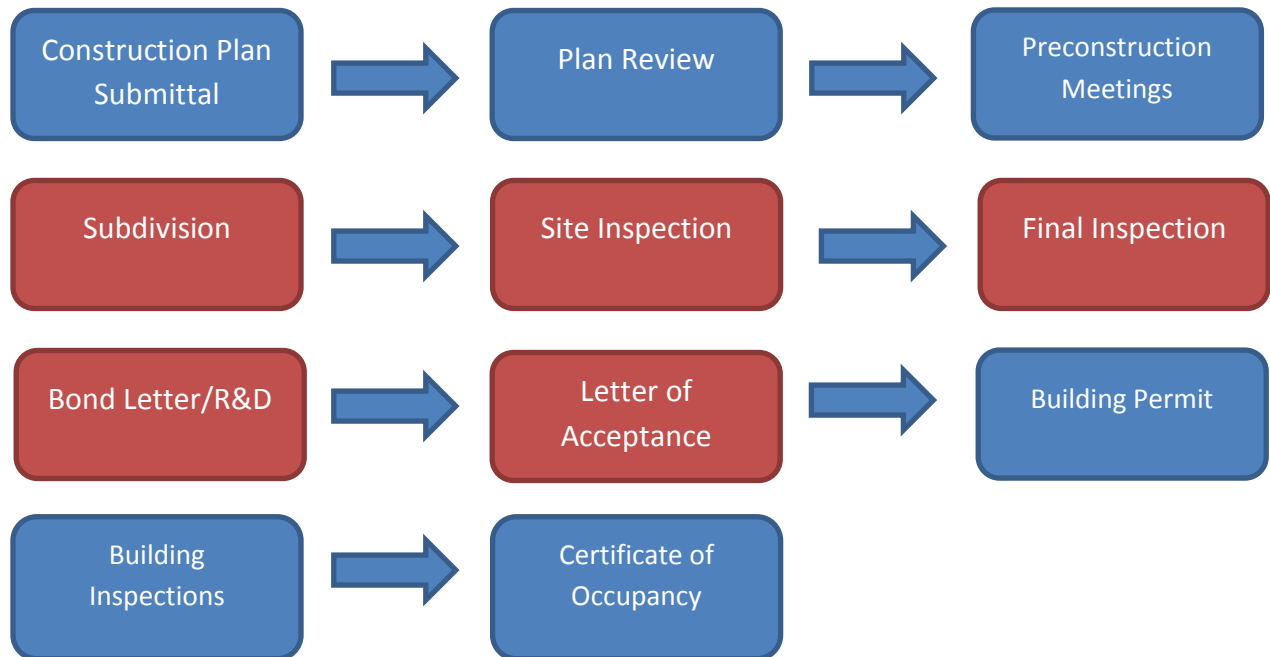 Construction Plan
Submittal
Plan Review
Preconstruction
Meetings
Subdivision
Site Inspection
Final Inspection
Bond Letter/R&D
Letter of
Acceptance
Building Permit
Building
Inspections
Certificate of
Occupancy